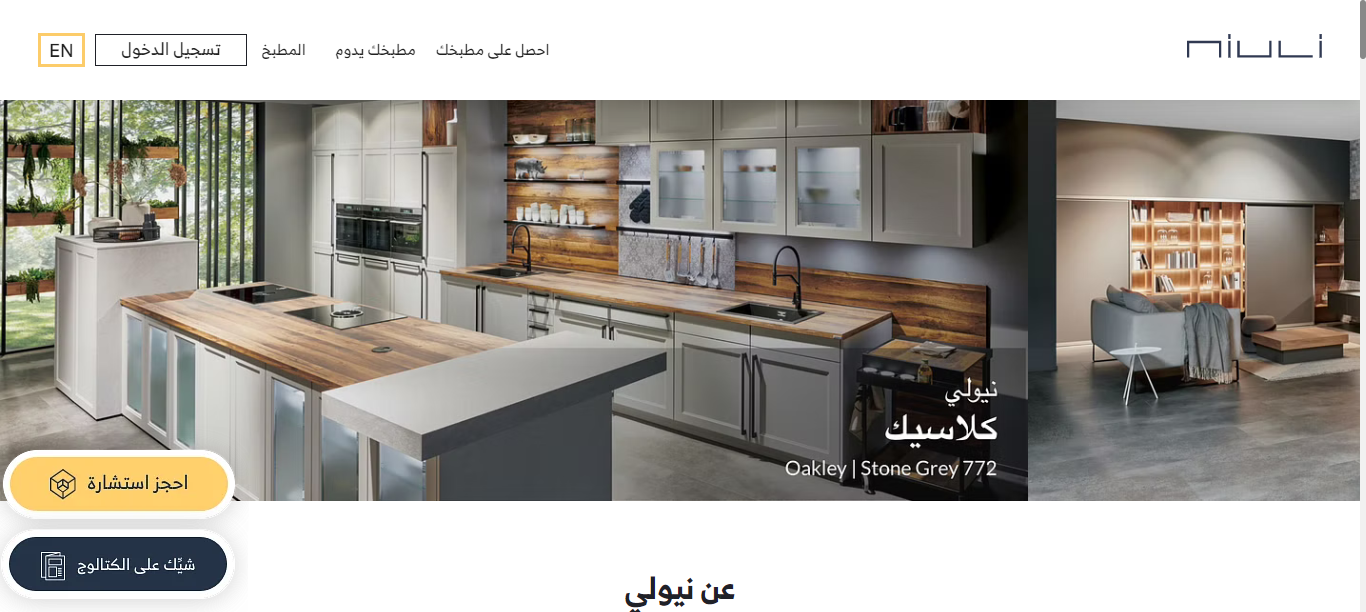 niuli
احصل على مطبخك
مطبخك يدوم
المطبخ
تسجيل الدخول
EN
نيولي
كلاسيك
Oakley | Stone Grey 772
احجز استشارة
شيِّك على الكتالوج
عن نيولي